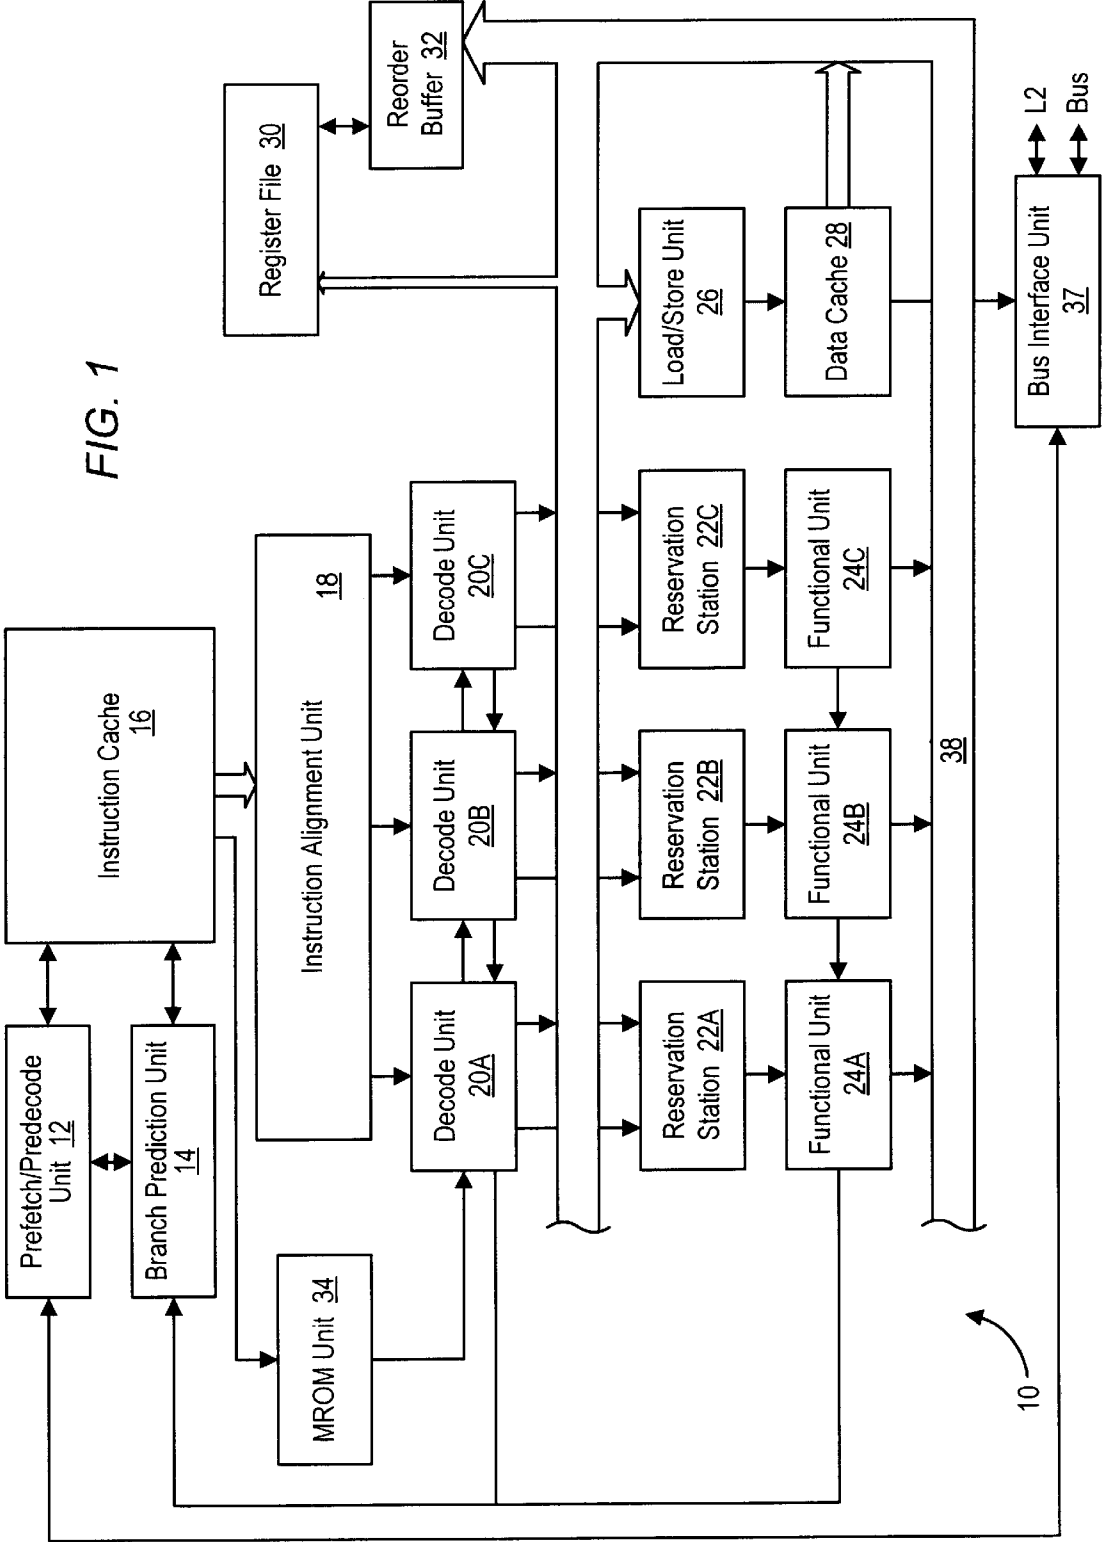 FIG. 1
Prefetch/Predecode
Unit 12
Branch Prediction Unit
14
Instruction Cache
16
Register File 30
Reorder
Buffer 32
MROM Unit 34
Instruction Alignment Unit
18
Decode Unit
20A
Decode Unit
20B
Decode Unit
20C
Reservation
Station 22A
Reservation
Station 22B
Reservation
Station 22C
Load/Store Unit
26
Functional Unit
24A
Functional Unit
24B
Functional Unit
24C
Data Cache 28
38
10
Bus Interface Unit
37
L2
Bus